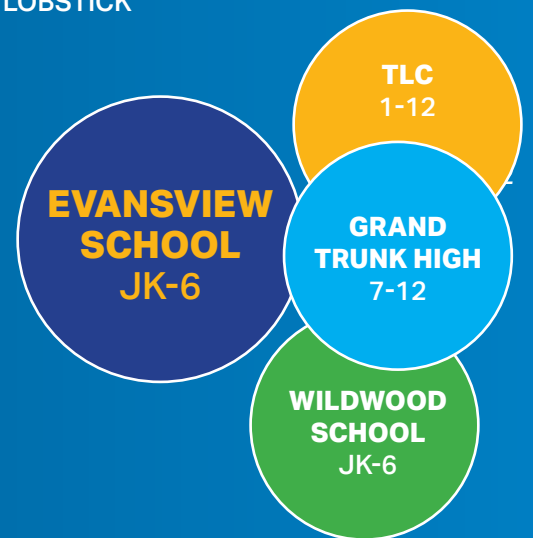 LOBSTICK
TLC
1-12
EVANSVIEW
SCHOOL
JK-6
GRAND
TRUNK HIGH
7-12
WILDWOOD
SCHOOL
JK-6